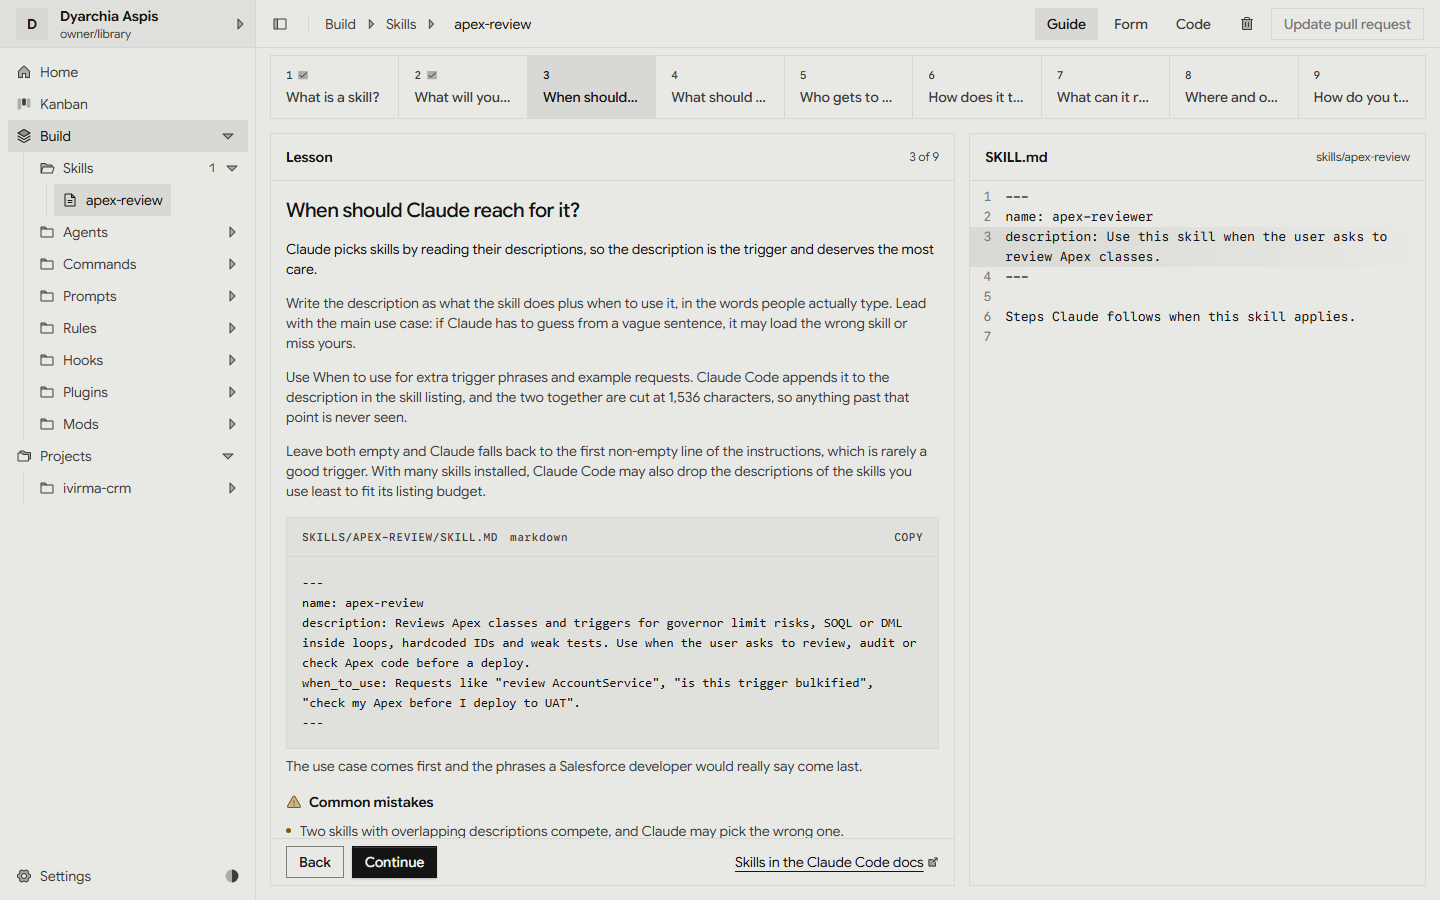 D
Dyarchia Aspis
owner/library
Home
Kanban
Build
Skills 1
apex-review
Agents
Commands
Prompts
Rules
Hooks
Plugins
Mods
Projects
ivirma-crm
Settings
Build Skills apex-review
Guide Form Code Update pull request
1
What is a skill?
2
What will you...
3
When should...
4
What should ...
5
Who gets to ...
6
How does it t...
7
What can it r...
8
Where and o...
9
How do you t...
Lesson 3 of 9
When should Claude reach for it?
Claude picks skills by reading their descriptions, so the description is the trigger and deserves the most
care.
Write the description as what the skill does plus when to use it, in the words people actually type. Lead
with the main use case: if Claude has to guess from a vague sentence, it may load the wrong skill or
miss yours.
Use When to use for extra trigger phrases and example requests. Claude Code appends it to the
description in the skill listing, and the two together are cut at 1,536 characters, so anything past that
point is never seen.
Leave both empty and Claude falls back to the first non-empty line of the instructions, which is rarely a
good trigger. With many skills installed, Claude Code may also drop the descriptions of the skills you
use least to fit its listing budget.
SKILLS/APEX-REVIEW/SKILL.MD markdown COPY
---
name: apex-review
description: Reviews Apex classes and triggers for governor limit risks, SOQL or DML
inside loops, hardcoded IDs and weak tests. Use when the user asks to review, audit or
check Apex code before a deploy.
when_to_use: Requests like "review AccountService", "is this trigger bulkified",
"check my Apex before I deploy to UAT".
---
The use case comes first and the phrases a Salesforce developer would really say come last.
Common mistakes
Two skills with overlapping descriptions compete, and Claude may pick the wrong one.
Back Continue Skills in the Claude Code docs
SKILL.md skills/apex-review
1 ---
2 name: apex-reviewer
3 description: Use this skill when the user asks to
review Apex classes.
4 ---
5
6 Steps Claude follows when this skill applies.
7